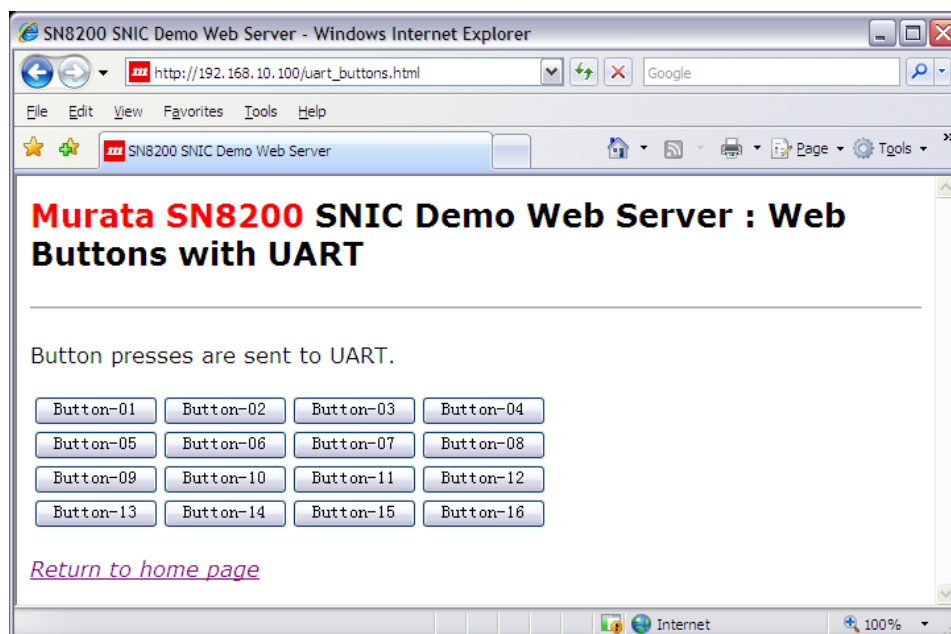 SN8200 SNIC Demo Web Server - Windows Internet Explorer
m http://192.168.10.100/uart_buttons.html Google
File Edit View Favorites Tools Help
m SN8200 SNIC Demo Web Server Page Tools »
Murata SN8200 SNIC Demo Web Server : Web
Buttons with UART
Button presses are sent to UART.
Button-01 Button-02 Button-03 Button-04
Button-05 Button-06 Button-07 Button-08
Button-09 Button-10 Button-11 Button-12
Button-13 Button-14 Button-15 Button-16
Return to home page
Internet 100%